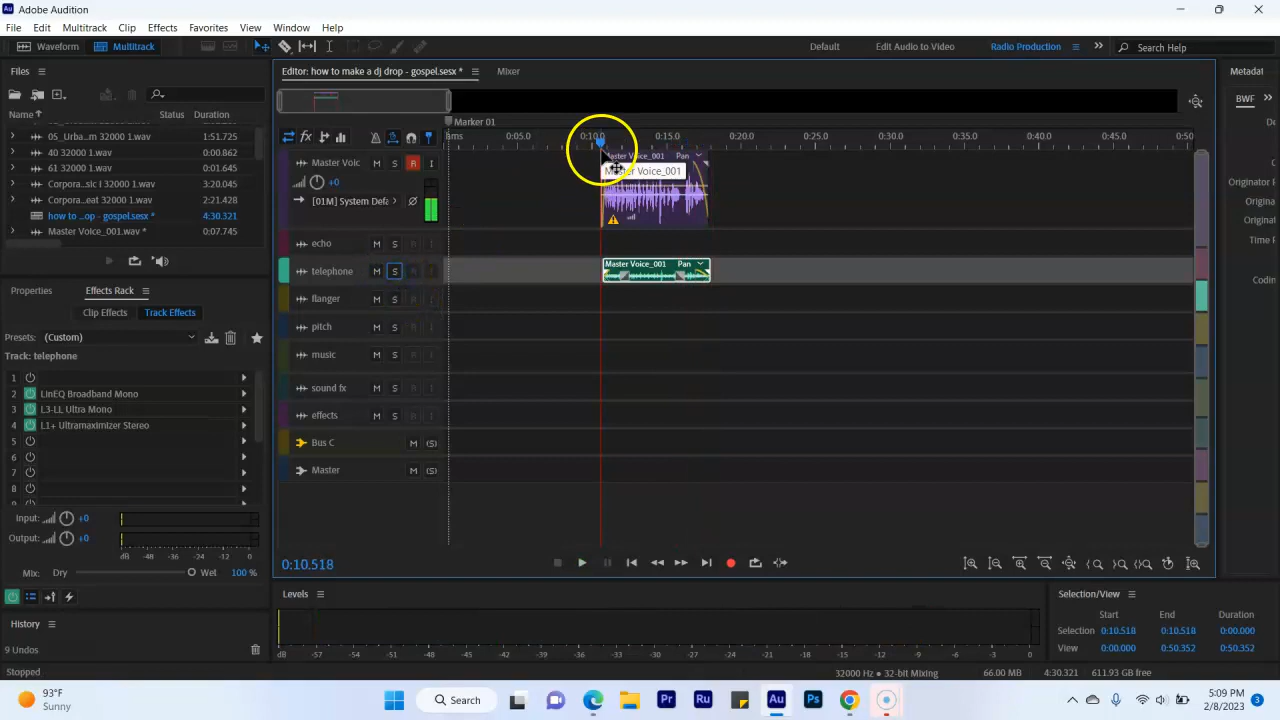 Au Adobe Audition
File Edit Multitrack Clip Effects Favorites View Window Help
Waveform Multitrack Default Edit Audio to Video Radio Production Search Help
Files
Editor: how to make a dj drop - gospel.sesx *
Mixer
Metadat
BWF
Name Status Duration
05_Urba...m 32000 1.wav 1:51.725
40 32000 1.wav 0:00.862
61 32000 1.wav 0:01.645
Corpora...slc I 32000 1.wav 3:20.045
Corpora...eat 32000 1.wav 2:21.428
how to ...op - gospel.sesx * 4:30.321
Master Voice_001.wav * 0:07.745
Marker 01
0:05.0 0:10.0 0:15.0 0:20.0 0:25.0 0:30.0 0:35.0 0:40.0 0:45.0 0:50
Master Voic R I
+0
[01M] System Defa
Master Voice_001 Pan
Master Voice_001
echo M S R I
telephone M S R I
Master Voice_001 Pan
flanger M S R I
pitch M S R I
music M S R I
sound fx M S R I
effects M S R I
Bus C M (S)
Master M (S)
Originator R
Origina
Originat
Time R
Codin
Properties Effects Rack
Clip Effects Track Effects
Presets: (Custom)
Track: telephone
1
2 LinEQ Broadband Mono
3 L3-LL Ultra Mono
4 L1+ Ultramaximizer Stereo
5
6
7
8
Input: +0
Output: +0
dB -48 -36 -24 -12 0
Mix: Dry Wet 100 %
0:10.518
History
9 Undos
Stopped
Levels
dB -57 -54 -51 -48 -45 -42 -39 -36 -33 -30 -27 -24 -21 -18 -15 -12 -9 -6 -3 0
Selection/View
Start End Duration
Selection 0:10.518 0:10.518 0:00.000
View 0:00.000 0:50.352 0:50.352
32000 Hz • 32-bit Mixing 66.00 MB 4:30.321 611.93 GB free
93°F
Sunny
Search
Pr Ru Au Ps
5:09 PM
2/8/2023
3